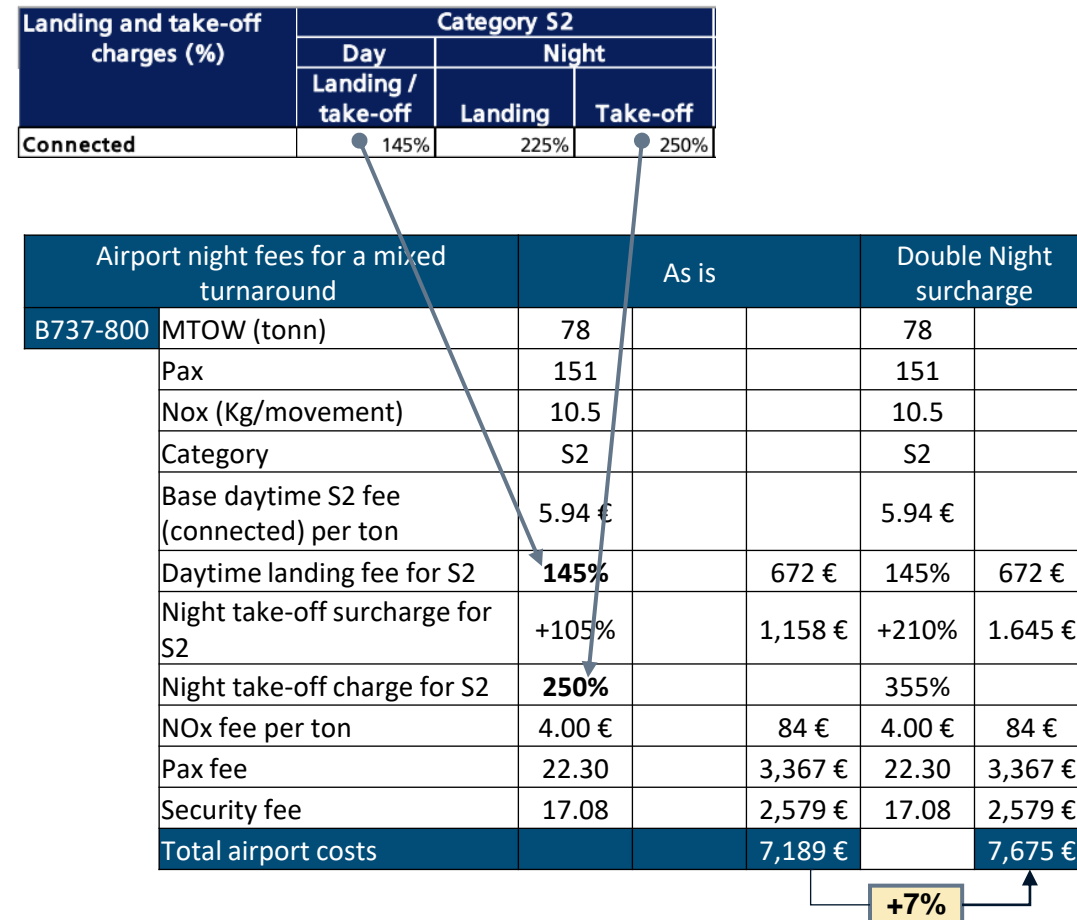 Landing and take-off charges (%) Category S2
Day Night
Landing / take-off Landing Take-off
Connected 145% 225% 250%
Airport night fees for a mixed turnaround As is Double Night surcharge
B737-800 MTOW (tonn) 78 78
Pax 151 151
Nox (Kg/movement) 10.5 10.5
Category S2 S2
Base daytime S2 fee (connected) per ton 5.94 € 5.94 €
Daytime landing fee for S2 145% 672 € 145% 672 €
Night take-off surcharge for S2 +105% 1,158 € +210% 1.645 €
Night take-off charge for S2 250% 355%
NOx fee per ton 4.00 € 84 € 4.00 € 84 €
Pax fee 22.30 3,367 € 22.30 3,367 €
Security fee 17.08 2,579 € 17.08 2,579 €
Total airport costs 7,189 € 7,675 €
+7%